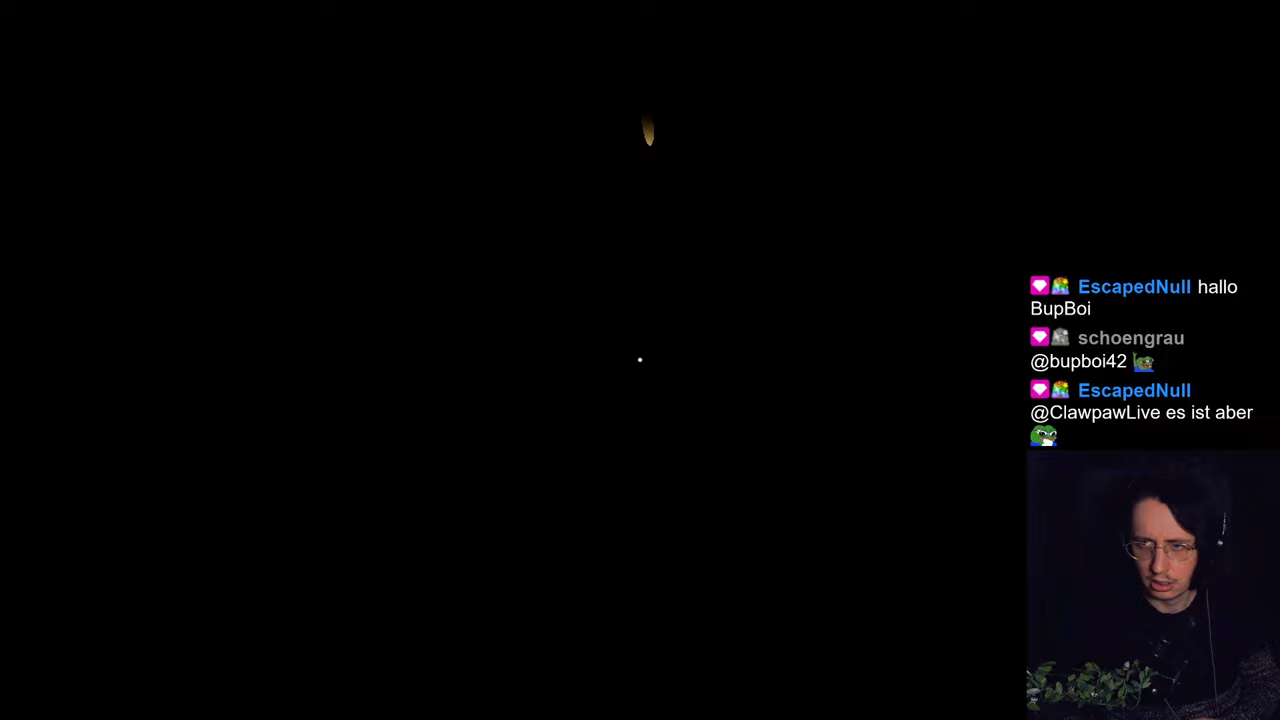 EscapedNull hallo
BupBoi
schoengrau
@bupboi42
EscapedNull
@ClawpawLive es ist aber